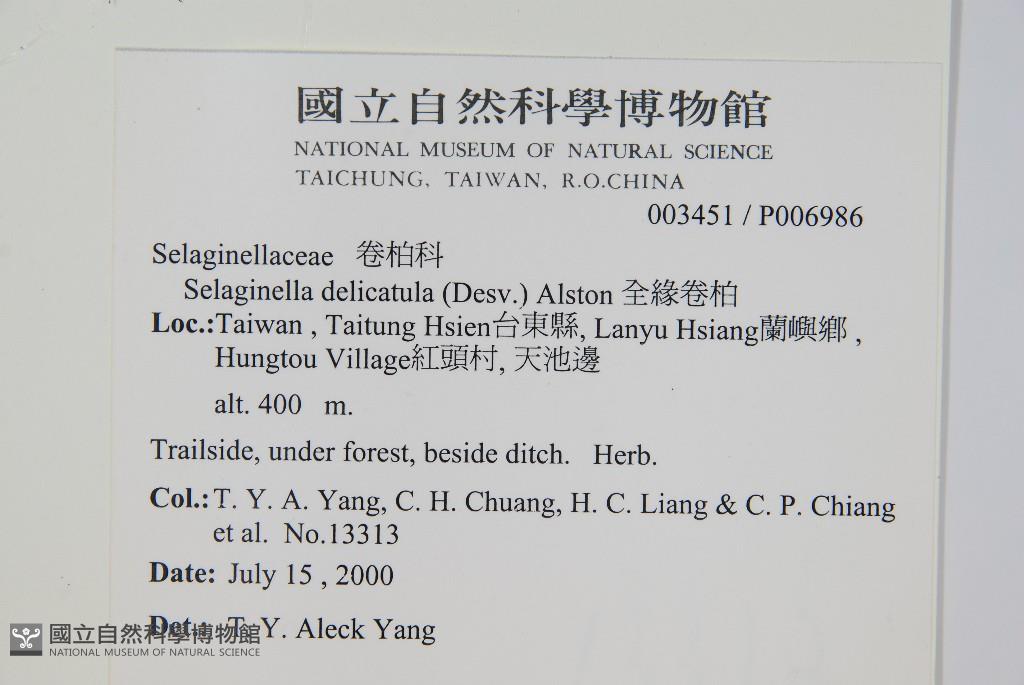 國立自然科學博物館
NATIONAL MUSEUM OF NATURAL SCIENCE
TAICHUNG, TAIWAN, R.O.CHINA
003451 / P006986
Selaginellaceae 卷柏科
Selaginella delicatula (Desv.) Alston 全緣卷柏
Loc.:Taiwan , Taitung Hsien台東縣, Lanyu Hsiang蘭嶼鄉 ,
Hungtou Village紅頭村, 天池邊
alt. 400 m.
Trailside, under forest, beside ditch. Herb.
Col.:T. Y. A. Yang, C. H. Chuang, H. C. Liang & C. P. Chiang
et al. No.13313
Date: July 15 , 2000
Det.: T. Y. Aleck Yang
國立自然科學博物館
NATIONAL MUSEUM OF NATURAL SCIENCE